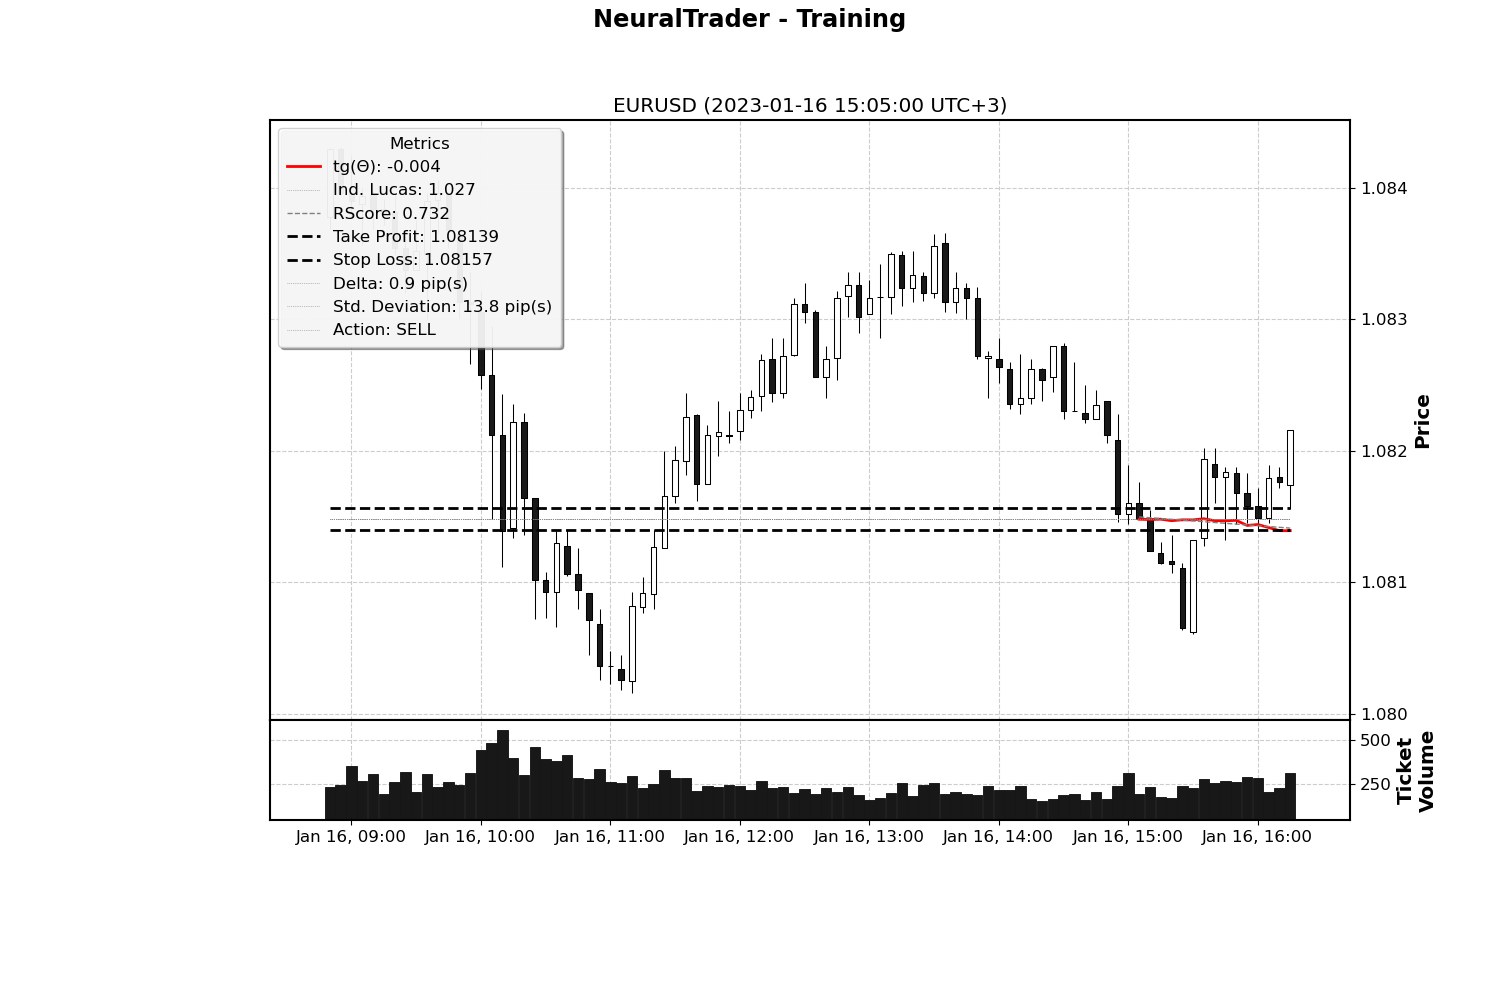 NeuralTrader - Training
EURUSD (2023-01-16 15:05:00 UTC+3)
Metrics
tg(Θ): -0.004
Ind. Lucas: 1.027
RScore: 0.732
Take Profit: 1.08139
Stop Loss: 1.08157
Delta: 0.9 pip(s)
Std. Deviation: 13.8 pip(s)
Action: SELL
1.084
1.083
1.082
1.081
1.080
Price
500
250
Ticket
Volume
Jan 16, 09:00
Jan 16, 10:00
Jan 16, 11:00
Jan 16, 12:00
Jan 16, 13:00
Jan 16, 14:00
Jan 16, 15:00
Jan 16, 16:00